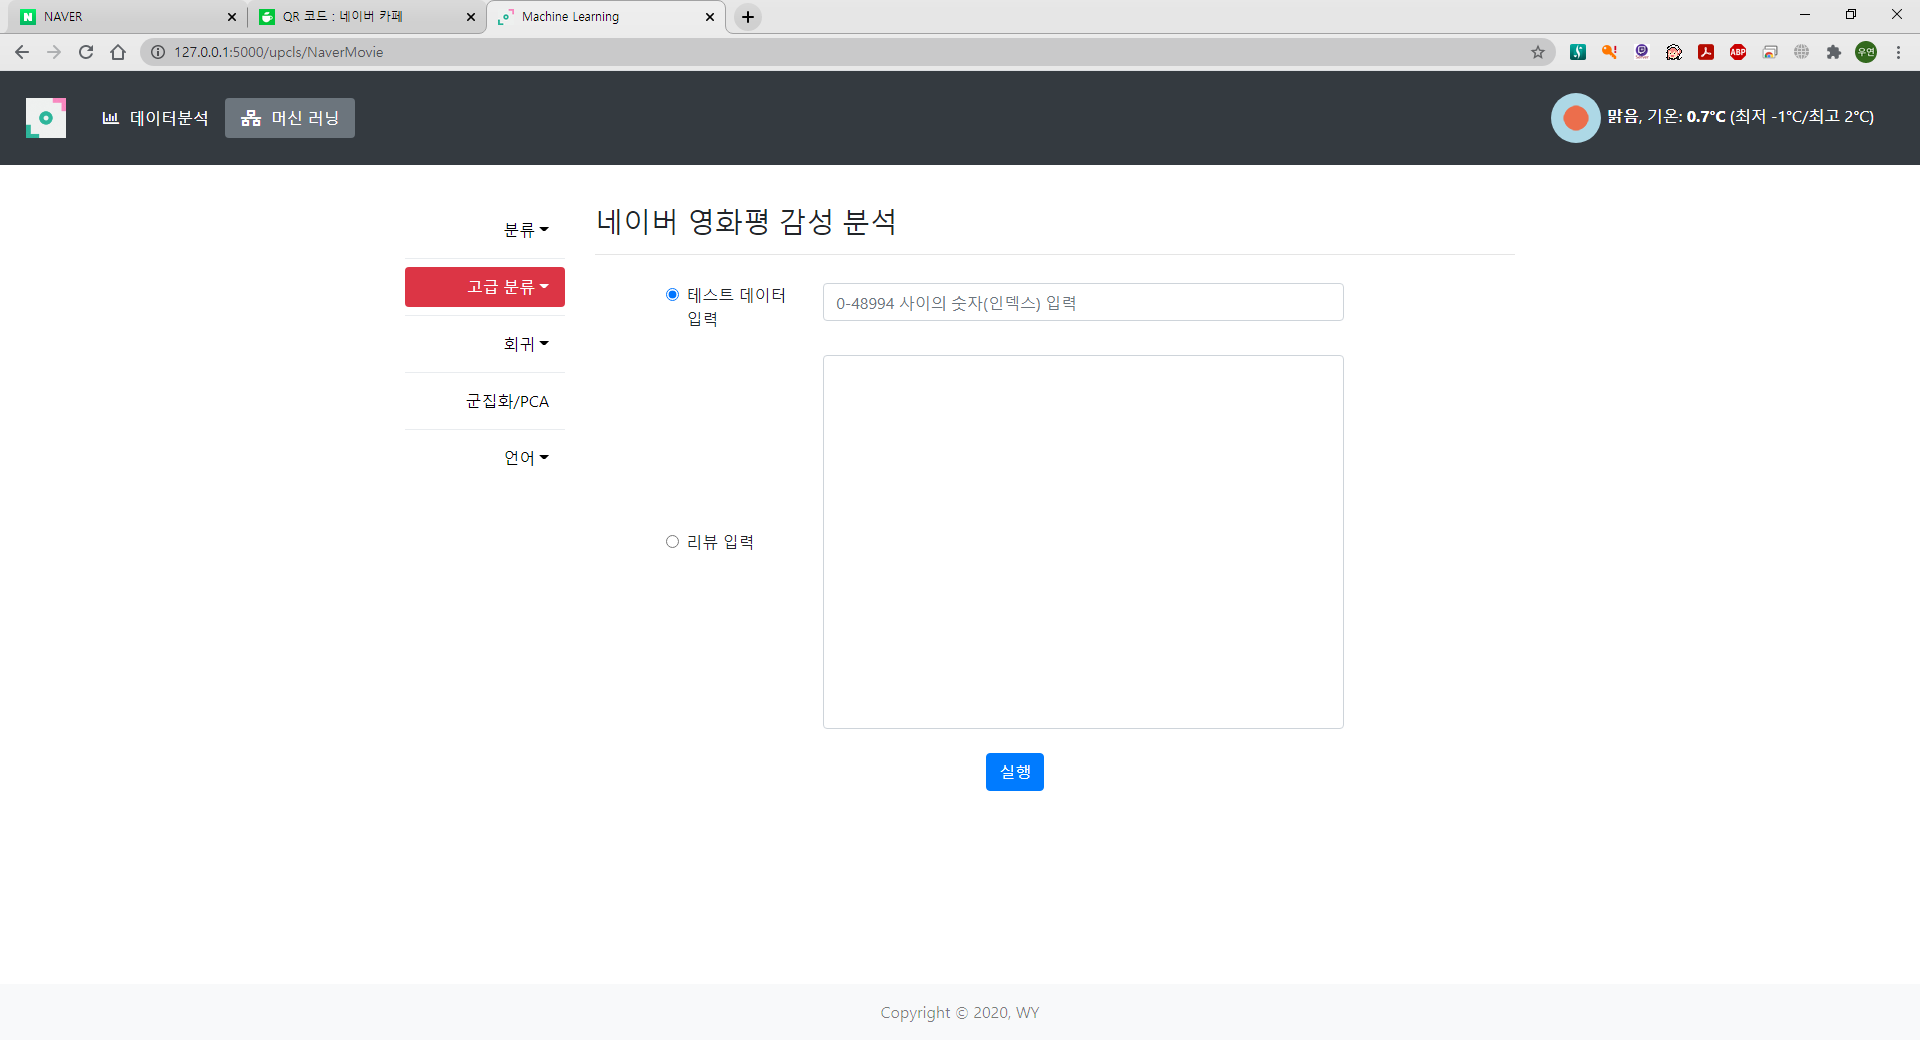 NAVER
QR 코드 : 네이버 카페
Machine Learning
127.0.0.1:5000/upcls/NaverMovie
ABP
우연
데이터분석
머신 러닝
맑음, 기온: 0.7°C (최저 -1°C/최고 2°C)
분류
고급 분류
회귀
군집화/PCA
언어
네이버 영화평 감성 분석
테스트 데이터
입력
0-48994 사이의 숫자(인덱스) 입력
리뷰 입력
실행
Copyright © 2020, WY